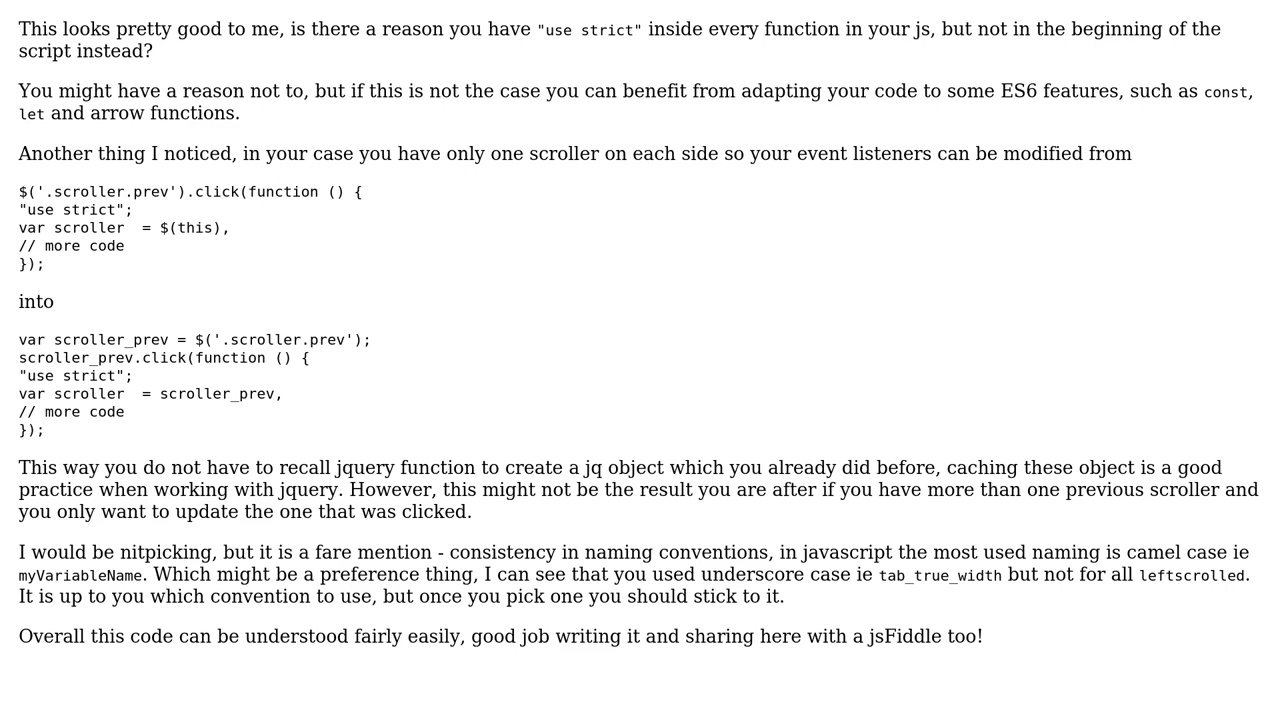 This looks pretty good to me, is there a reason you have "use strict" inside every function in your js, but not in the beginning of the
script instead?
You might have a reason not to, but if this is not the case you can benefit from adapting your code to some ES6 features, such as const,
let and arrow functions.
Another thing I noticed, in your case you have only one scroller on each side so your event listeners can be modified from
$('.scroller.prev').click(function () {
"use strict";
var scroller  = $(this),
// more code
});
into
var scroller_prev = $('.scroller.prev');
scroller_prev.click(function () {
"use strict";
var scroller  = scroller_prev,
// more code
});
This way you do not have to recall jquery function to create a jq object which you already did before, caching these object is a good
practice when working with jquery. However, this might not be the result you are after if you have more than one previous scroller and
you only want to update the one that was clicked.
I would be nitpicking, but it is a fare mention - consistency in naming conventions, in javascript the most used naming is camel case ie
myVariableName. Which might be a preference thing, I can see that you used underscore case ie tab_true_width but not for all leftscrolled.
It is up to you which convention to use, but once you pick one you should stick to it.
Overall this code can be understood fairly easily, good job writing it and sharing here with a jsFiddle too!